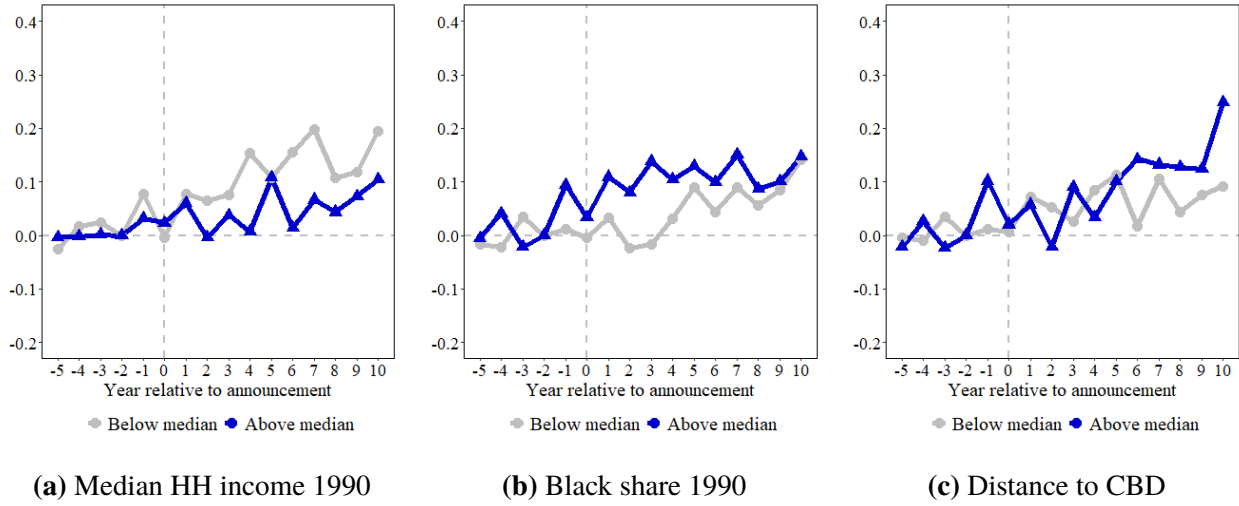 0.4
0.3
0.2
0.1
0.0
-0.1
-0.2
-5 -4 -3 -2 -1 0 1 2 3 4 5 6 7 8 9 10
Year relative to announcement
Below median Above median
(a) Median HH income 1990
0.4
0.3
0.2
0.1
0.0
-0.1
-0.2
-5 -4 -3 -2 -1 0 1 2 3 4 5 6 7 8 9 10
Year relative to announcement
Below median Above median
(b) Black share 1990
0.4
0.3
0.2
0.1
0.0
-0.1
-0.2
-5 -4 -3 -2 -1 0 1 2 3 4 5 6 7 8 9 10
Year relative to announcement
Below median Above median
(c) Distance to CBD